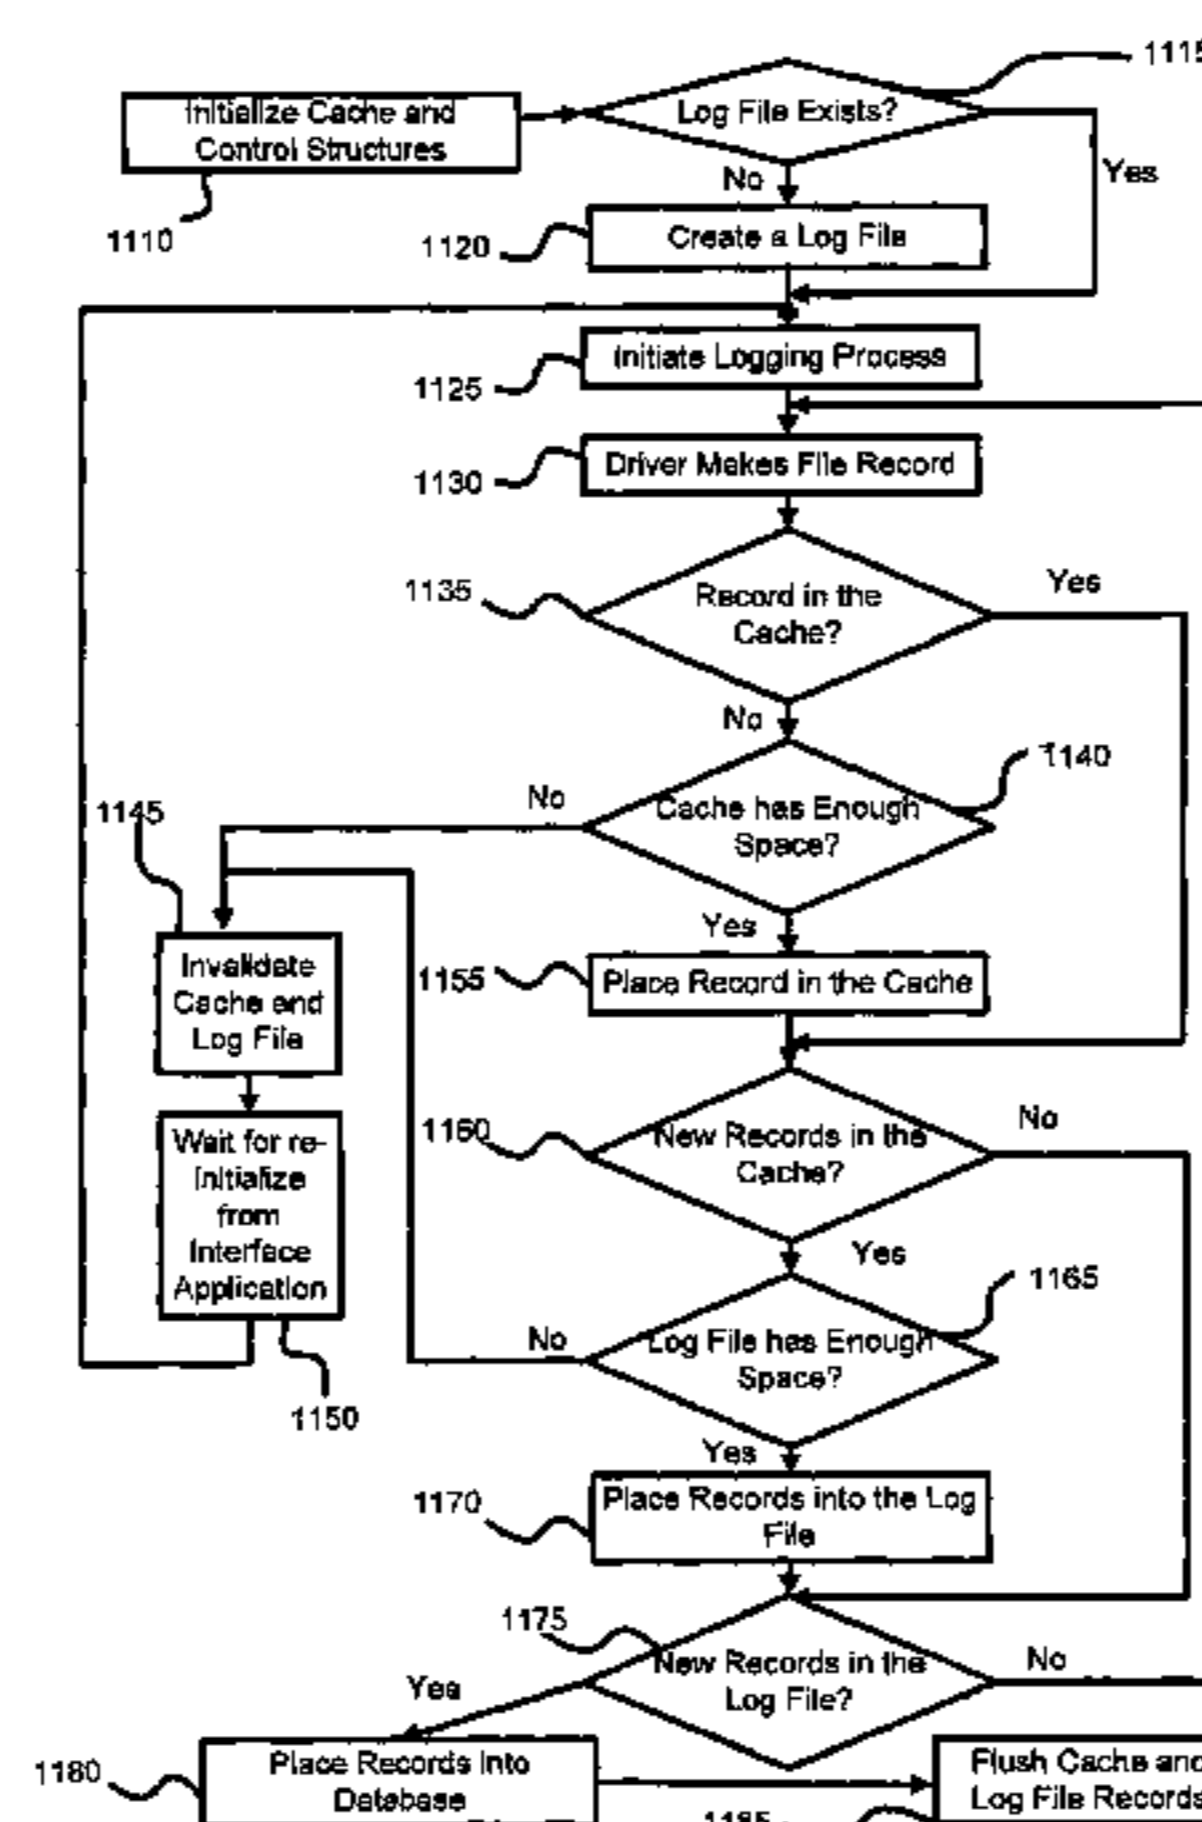 1115
Initialize Cache and
Control Structures
Log File Exists?
Yes
No
1110
1120
Create a Log File
Initiate Logging Process
1125
Driver Makes File Record
1130
1135
Record in the
Cache?
Yes
No
1140
No
Cache has Enough
Space?
1145
Yes
Invalidate
Cache and
Log File
1155
Place Record in the Cache
1160
New Records in the
Cache?
No
Wait for re-
Initialize
from
Interface
Application
Yes
1165
No
Log File has Enough
Space?
1150
Yes
1170
Place Records into the Log
File
1175
New Records in the
Log File?
No
Yes
1180
Place Records Into
Database
Flush Cache and
Log File Records
1185